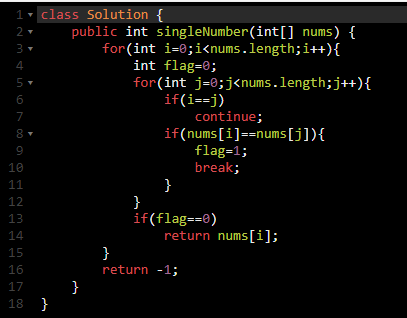 1 class Solution {
2     public int singleNumber(int[] nums) {
3         for(int i=0;i<nums.length;i++){
4             int flag=0;
5             for(int j=0;j<nums.length;j++){
6                 if(i==j)
7                     continue;
8                 if(nums[i]==nums[j]){
9                     flag=1;
10                     break;
11                 }
12             }
13             if(flag==0)
14                 return nums[i];
15         }
16         return -1;
17     }
18 }